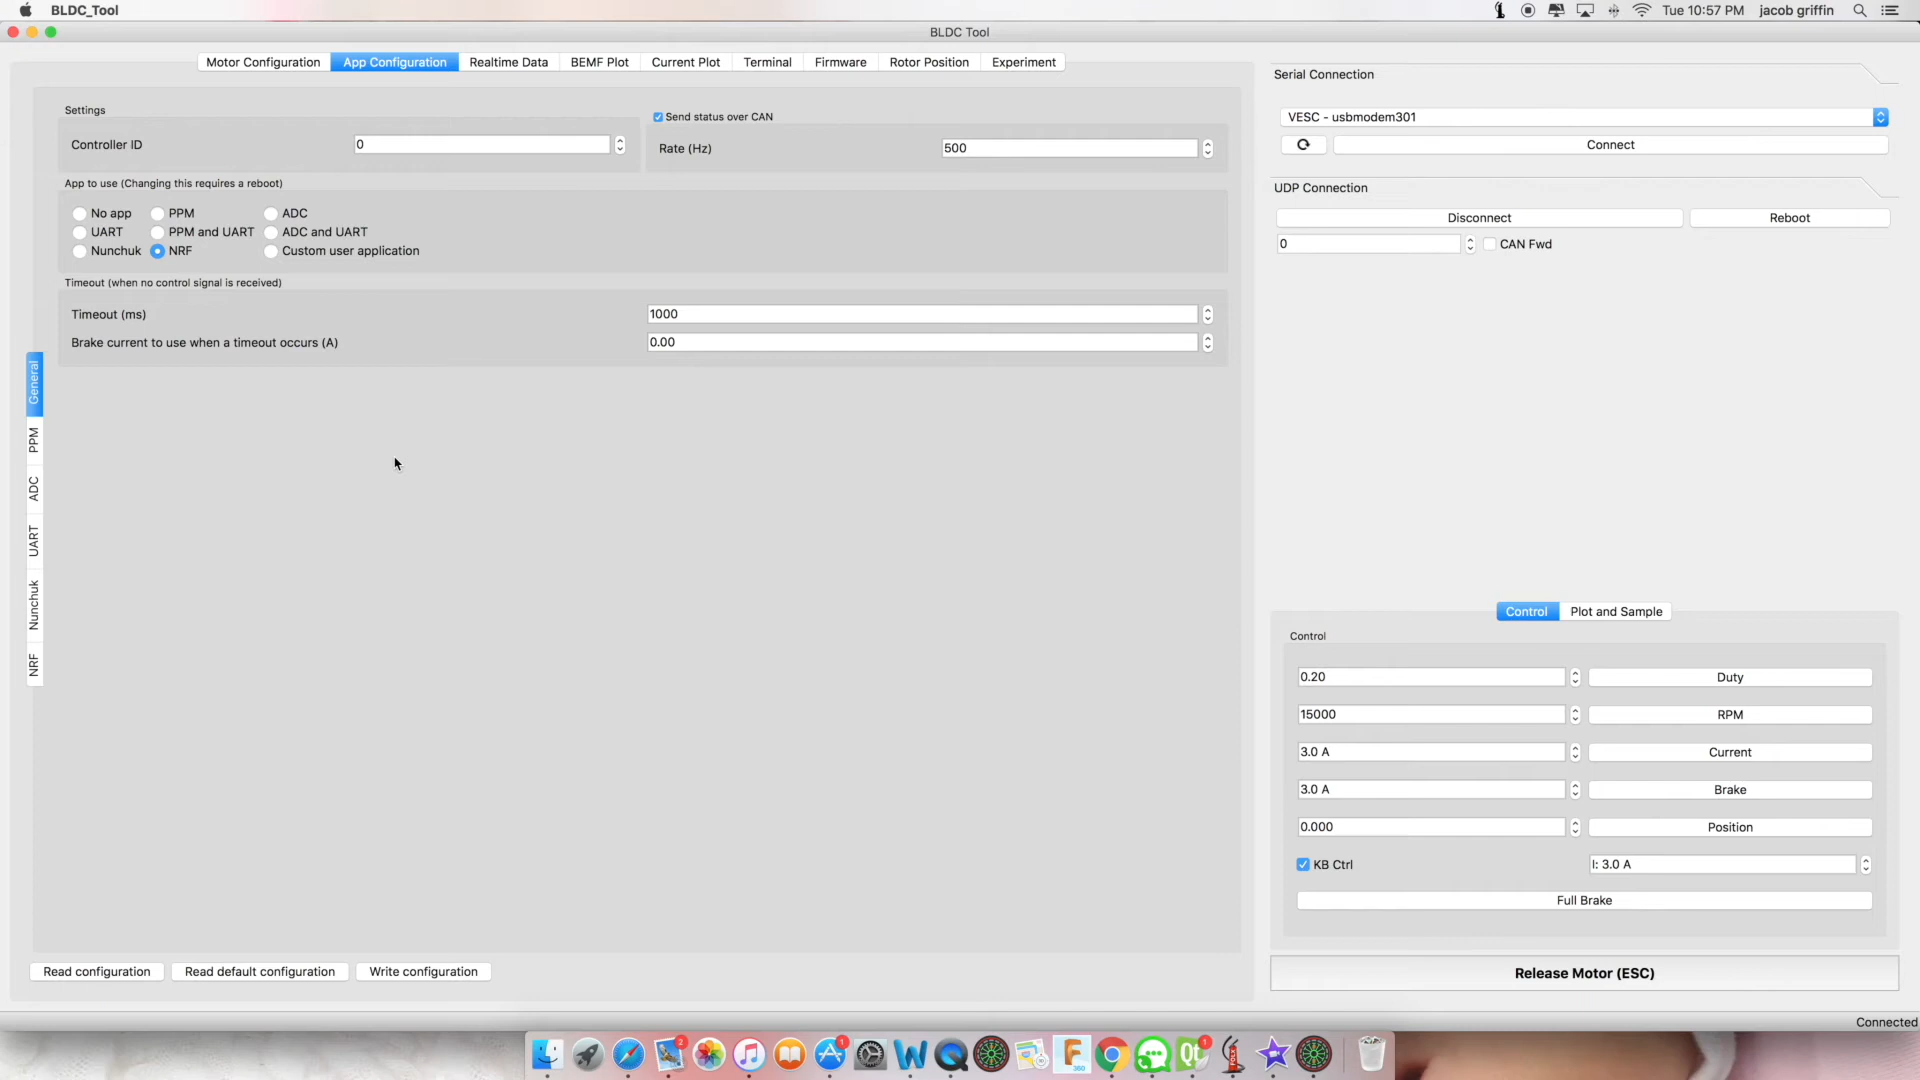 BLDC_Tool
Tue 10:57 PM jacob griffin
BLDC Tool
Motor Configuration App Configuration Realtime Data BEMF Plot Current Plot Terminal Firmware Rotor Position Experiment
Settings
Controller ID 0
Send status over CAN
Rate (Hz) 500
App to use (Changing this requires a reboot)
No app PPM ADC
UART PPM and UART ADC and UART
Nunchuk NRF Custom user application
Timeout (when no control signal is received)
Timeout (ms) 1000
Brake current to use when a timeout occurs (A) 0.00
General
PPM
ADC
UART
Nunchuk
NRF
Read configuration Read default configuration Write configuration
Serial Connection
VESC - usbmodem301
Connect
UDP Connection
Disconnect Reboot
0 CAN Fwd
Control Plot and Sample
Control
0.20 Duty
15000 RPM
3.0 A Current
3.0 A Brake
0.000 Position
KB Ctrl I: 3.0 A
Full Brake
Release Motor (ESC)
Connected
2
1
W
F
360
Qt
1